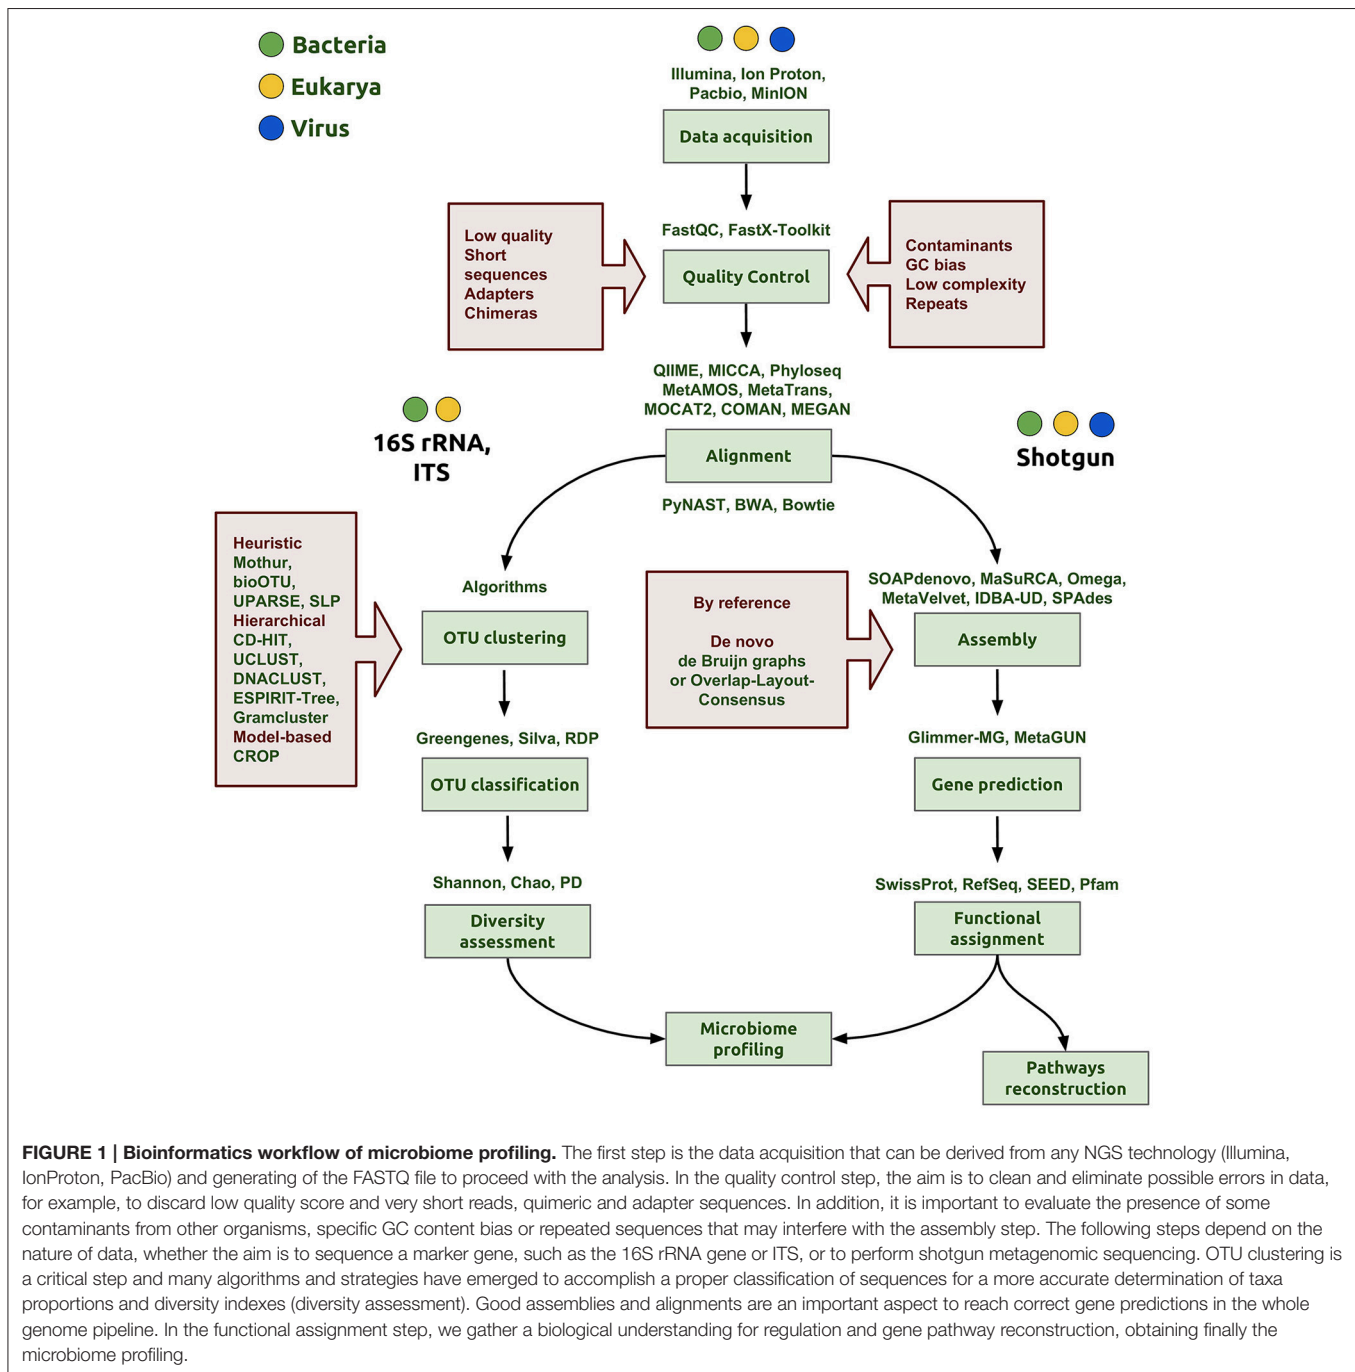 Bacteria
Eukarya
Virus
Illumina, Ion Proton,
Pacbio, MinION
Data acquisition
Low quality
Short
sequences
Adapters
Chimeras
FastQC, FastX-Toolkit
Quality Control
Contaminants
GC bias
Low complexity
Repeats
QIIME, MICCA, Phyloseq
MetAMOS, MetaTrans,
MOCAT2, COMAN, MEGAN
16S rRNA,
ITS
Alignment
Shotgun
PyNAST, BWA, Bowtie
Heuristic
Mothur,
bioOTU,
UPARSE, SLP
Hierarchical
CD-HIT,
UCLUST,
DNACLUST,
ESPIRIT-Tree,
Gramcluster
Model-based
CROP
Algorithms
OTU clustering
By reference
De novo
de Bruijn graphs
or Overlap-Layout-
Consensus
SOAPdenovo, MaSuRCA, Omega,
MetaVelvet, IDBA-UD, SPAdes
Assembly
Greengenes, Silva, RDP
OTU classification
Glimmer-MG, MetaGUN
Gene prediction
Shannon, Chao, PD
Diversity
assessment
SwissProt, RefSeq, SEED, Pfam
Functional
assignment
Microbiome
profiling
Pathways
reconstruction
FIGURE 1 | Bioinformatics workflow of microbiome profiling. The first step is the data acquisition that can be derived from any NGS technology (Illumina,
IonProton, PacBio) and generating of the FASTQ file to proceed with the analysis. In the quality control step, the aim is to clean and eliminate possible errors in data,
for example, to discard low quality score and very short reads, quimeric and adapter sequences. In addition, it is important to evaluate the presence of some
contaminants from other organisms, specific GC content bias or repeated sequences that may interfere with the assembly step. The following steps depend on the
nature of data, whether the aim is to sequence a marker gene, such as the 16S rRNA gene or ITS, or to perform shotgun metagenomic sequencing. OTU clustering is
a critical step and many algorithms and strategies have emerged to accomplish a proper classification of sequences for a more accurate determination of taxa
proportions and diversity indexes (diversity assessment). Good assemblies and alignments are an important aspect to reach correct gene predictions in the whole
genome pipeline. In the functional assignment step, we gather a biological understanding for regulation and gene pathway reconstruction, obtaining finally the
microbiome profiling.